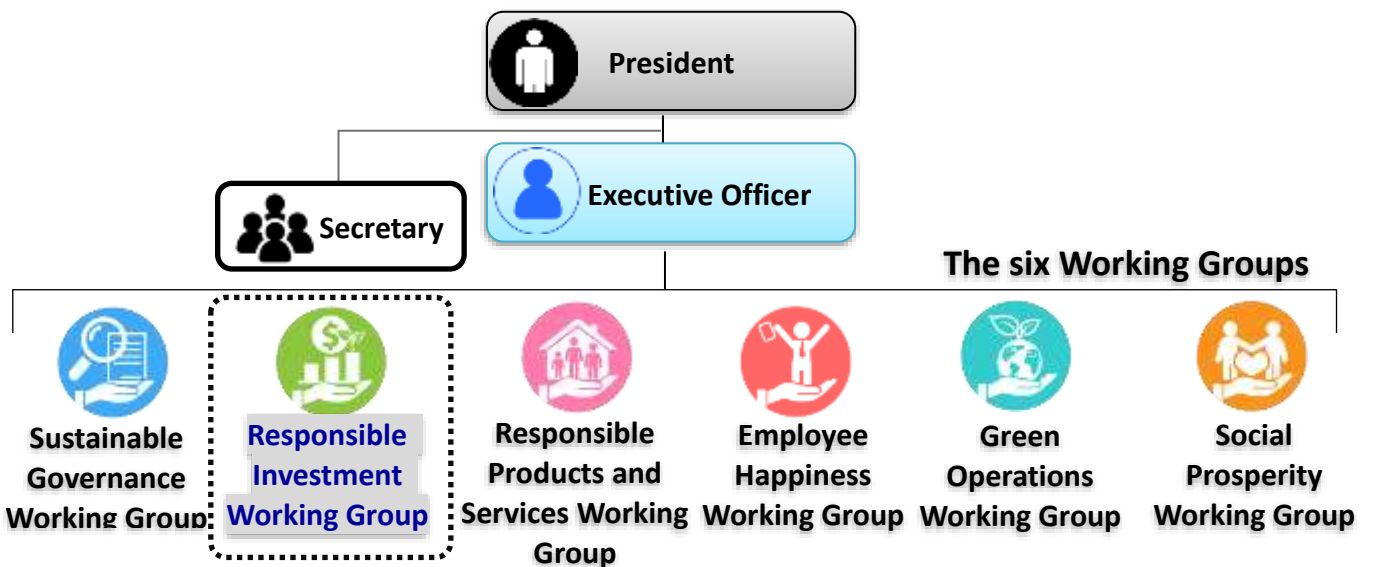 President
Executive Officer
Secretary
The six Working Groups
Sustainable
Governance
Working Group
Responsible
Investment
Working Group
Responsible
Products and
Services Working
Group
Employee
Happiness
Working Group
Green
Operations
Working Group
Social
Prosperity
Working Group